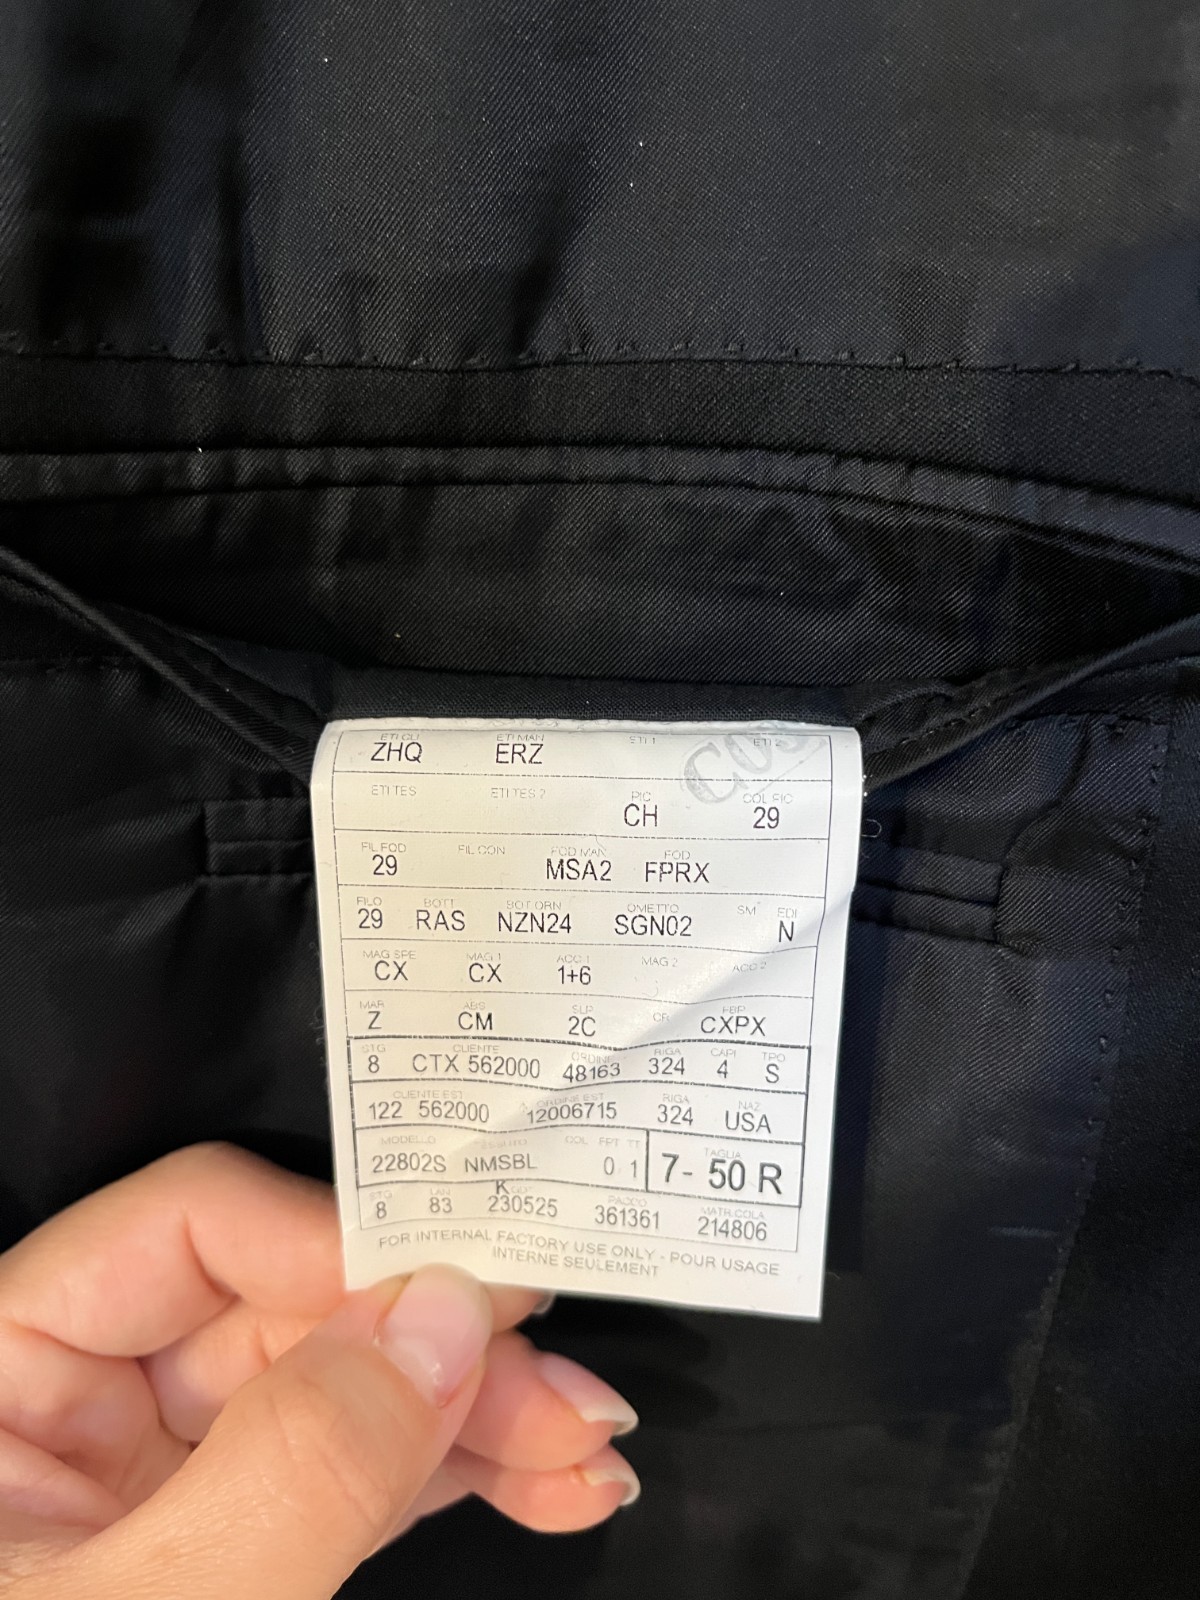 ETI CLI ETI MAN ETI 1 ETI 2
ZHQ ERZ
ETI TES ETI TES 2 PIC COL PIC
CH 29
FIL FOD FIL CON FOD MAN FOD
29 MSA2 FPRX
FILO BOTT BOT ORN OMETTO SM EDI
29 RAS NZN24 SGN02 N
MAG SPE MAG 1 ACC 1 MAG 2 ACC 2
CX CX 1+6
MAR ABS SLP CR FBP
Z CM 2C CXPX
STG CLIENTE ORDINE RIGA CAPI TPO
8 CTX 562000 48163 324 4 S
CLIENTE EST ORDINE EST RIGA NAZ
122 562000 12006715 324 USA
MODELLO TESSUTO COL FPT TT TAGLIA
22802S NMSBL 0 1 7- 50 R
STG LAN K PACCO MATR.COLA
8 83 230525 361361 214806
FOR INTERNAL FACTORY USE ONLY - POUR USAGE
INTERNE SEULEMENT